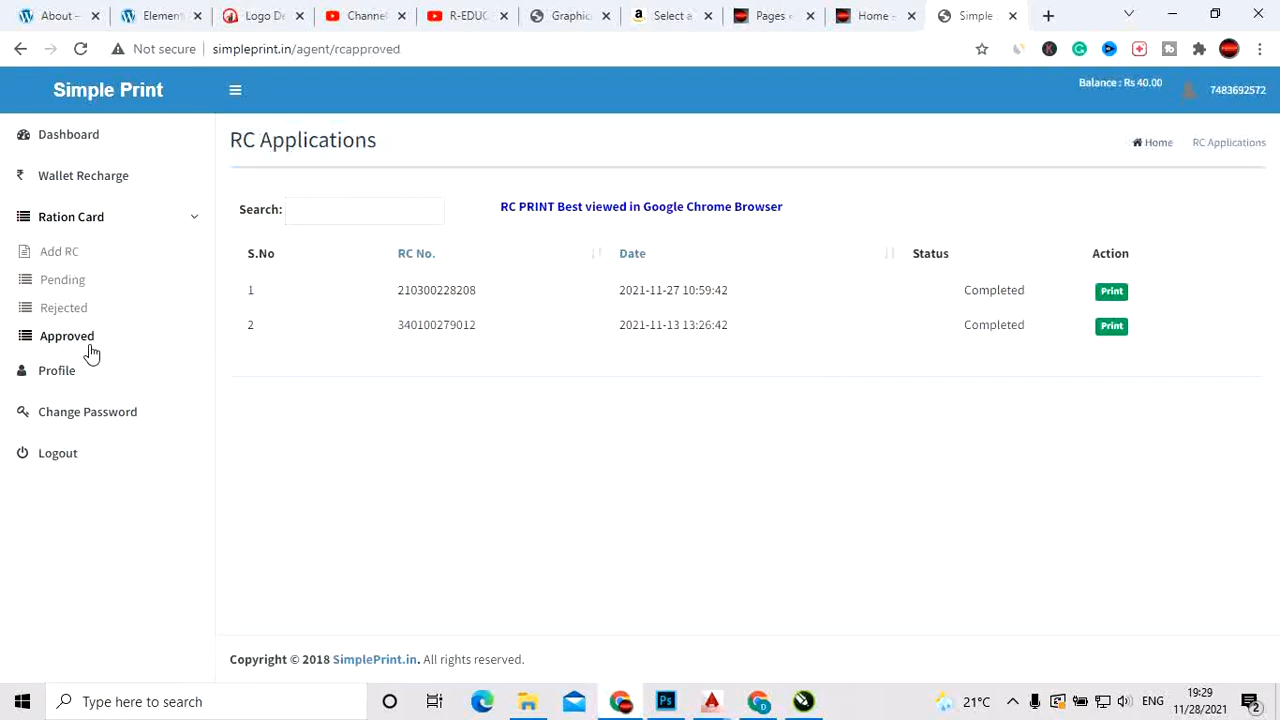 About
Element
Logo De
Channel
R-EDUC
Graphic
Select a
Pages
Home -
Simple
Not secure simpleprint.in/agent/rcapproved
Simple Print
Balance : Rs 40.00
7483692572
Dashboard
Wallet Recharge
Ration Card
Add RC
Pending
Rejected
Approved
Profile
Change Password
Logout
RC Applications
Home RC Applications
Search:
RC PRINT Best viewed in Google Chrome Browser
S.No RC No. Date Status Action
1 210300228208 2021-11-27 10:59:42 Completed Print
2 340100279012 2021-11-13 13:26:42 Completed Print
Copyright © 2018 SimplePrint.in. All rights reserved.
Type here to search
Ps
21°C
ENG
19:29
11/28/2021
2